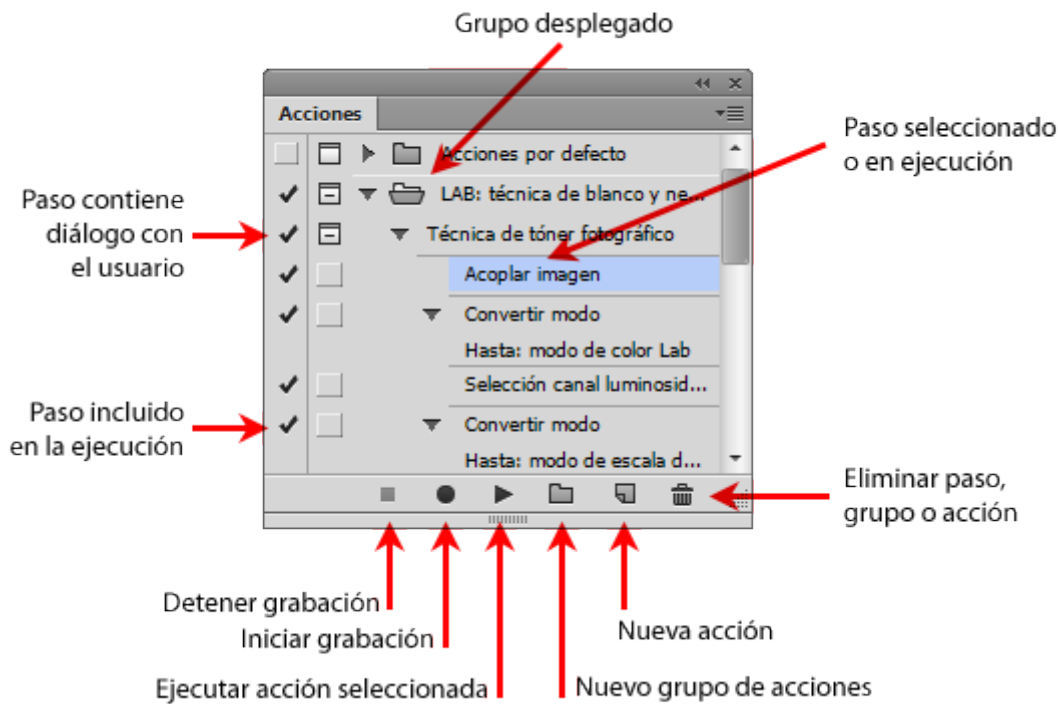 Grupo desplegado
Acciones
Paso seleccionado
o en ejecución
Acciones por defecto
LAB: técnica de blanco y ne...
Paso contiene
diálogo con
el usuario
Técnica de tóner fotográfico
Acoplar imagen
Convertir modo
Hasta: modo de color Lab
Selección canal luminosid...
Paso incluido
en la ejecución
Convertir modo
Hasta: modo de escala d...
Eliminar paso,
grupo o acción
Detener grabación
Iniciar grabación
Nueva acción
Ejecutar acción seleccionada
Nuevo grupo de acciones